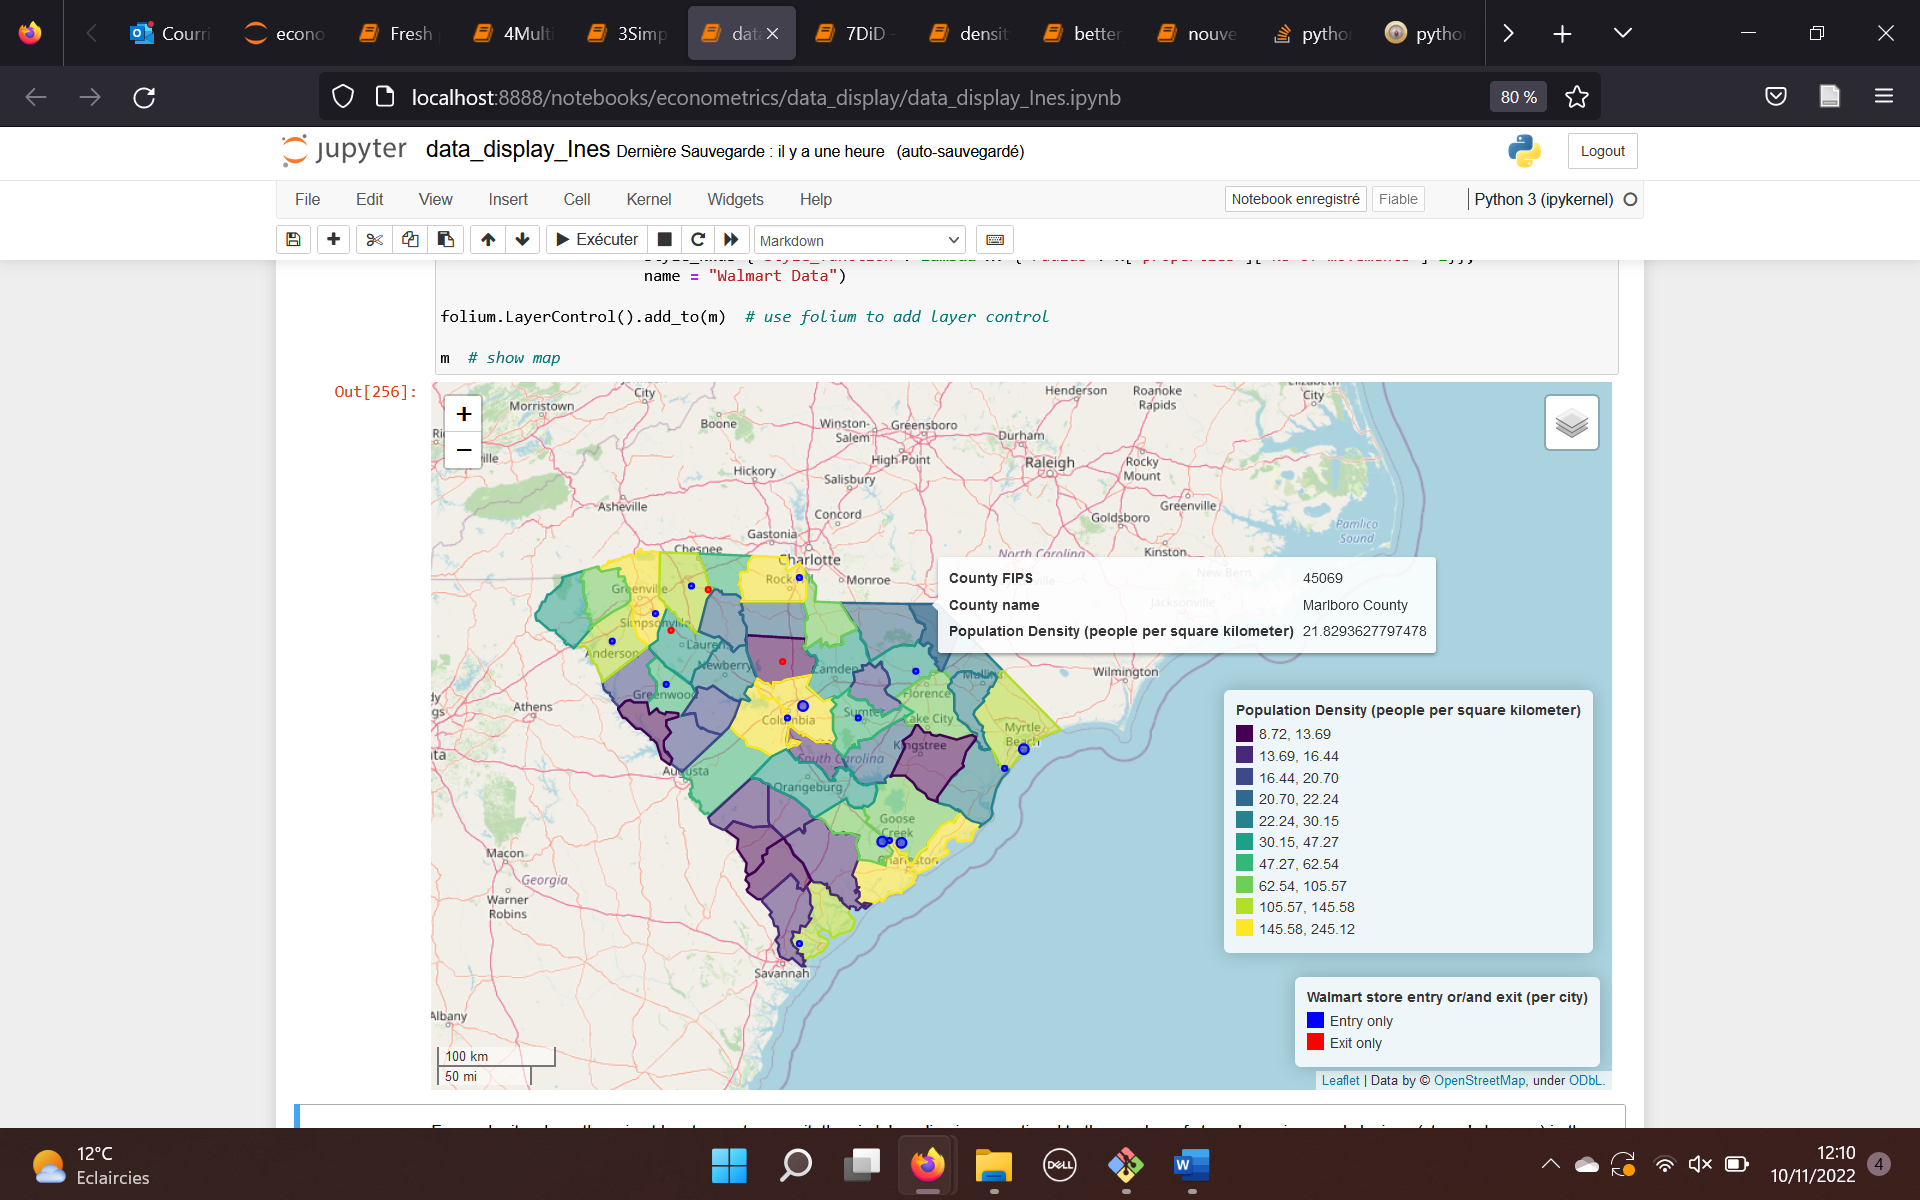 Courri
econo
Fresh
4Multi
3Simp
data
7DiD -
densit
better
nouve
pytho
pytho
localhost:8888/notebooks/econometrics/data_display/data_display_Ines.ipynb
80 %
jupyter data_display_Ines Dernière Sauvegarde : il y a une heure (auto-sauvegardé)
Logout
File Edit View Insert Cell Kernel Widgets Help
Notebook enregistré Fiable Python 3 (ipykernel)
Exécuter Markdown
name = "Walmart Data")
folium.LayerControl().add_to(m) # use folium to add layer control
m # show map
Out[256]:
+
−
Morristown
City
Boone
Winston-
Salem
Greensboro
Henderson
Roanoke
Rapids
Elizabeth
City
Durham
High Point
Raleigh
Rocky
Mount
ville
Hickory
Salisbury
Asheville
Concord
Goldsboro
Greenville
Pamlico
Sound
Gastonia
Kinston
North Carolina
New Bern
Jacksonville
Chesnee
Charlotte
Rock
Monroe
Greenville
Simpsonville
Laurens
Anderson
Newberry
Camden
Greenwood
Florence
Mullins
Wilmington
Athens
Columbia
Sumter
Lake City
Myrtle
Beach
Kingstree
South Carolina
Augusta
Orangeburg
Goose
Creek
Charleston
Macon
Georgia
Warner
Robins
Savannah
Albany
County FIPS 45069
County name Marlboro County
Population Density (people per square kilometer) 21.8293627797478
Population Density (people per square kilometer)
8.72, 13.69
13.69, 16.44
16.44, 20.70
20.70, 22.24
22.24, 30.15
30.15, 47.27
47.27, 62.54
62.54, 105.57
105.57, 145.58
145.58, 245.12
Walmart store entry or/and exit (per city)
Entry only
Exit only
100 km
50 mi
Leaflet | Data by © OpenStreetMap, under ODbL.
12°C
Eclaircies
DELL
W
12:10
10/11/2022
4